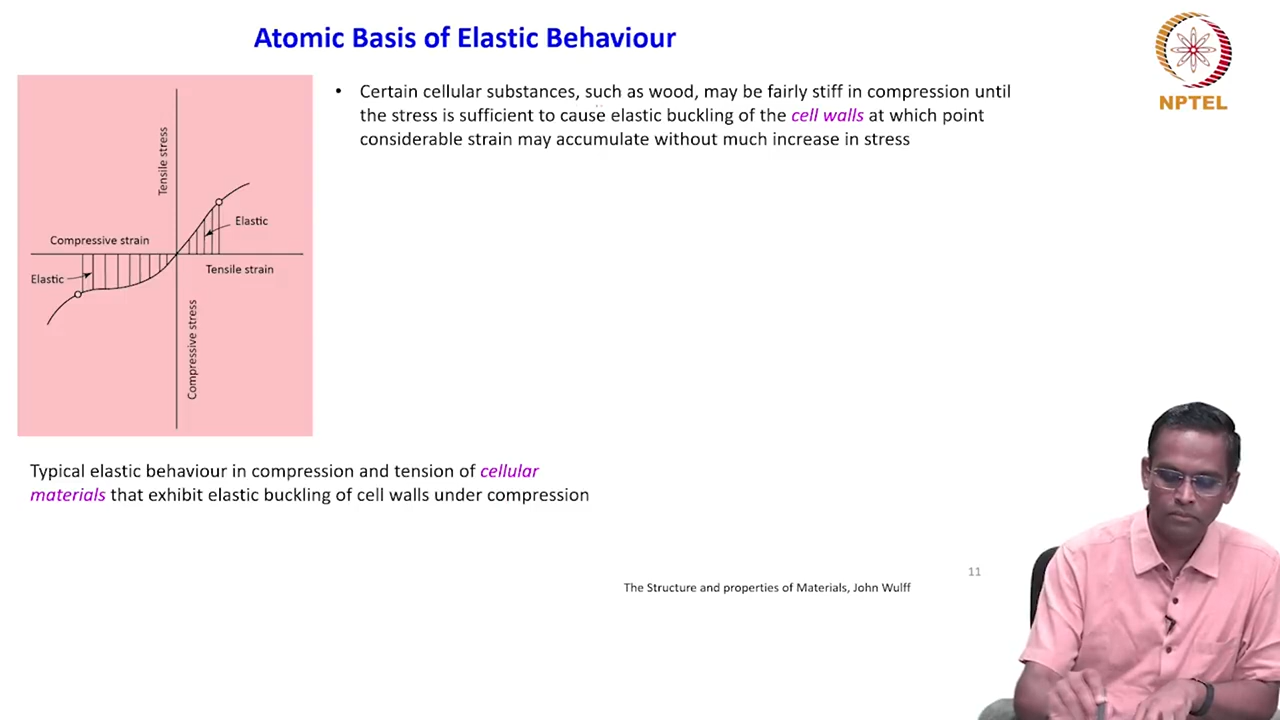 Atomic Basis of Elastic Behaviour
NPTEL
• Certain cellular substances, such as wood, may be fairly stiff in compression until
the stress is sufficient to cause elastic buckling of the cell walls at which point
considerable strain may accumulate without much increase in stress
Tensile stress
Elastic
Compressive strain
Tensile strain
Elastic
Compressive stress
Typical elastic behaviour in compression and tension of cellular
materials that exhibit elastic buckling of cell walls under compression
11
The Structure and properties of Materials, John Wulff